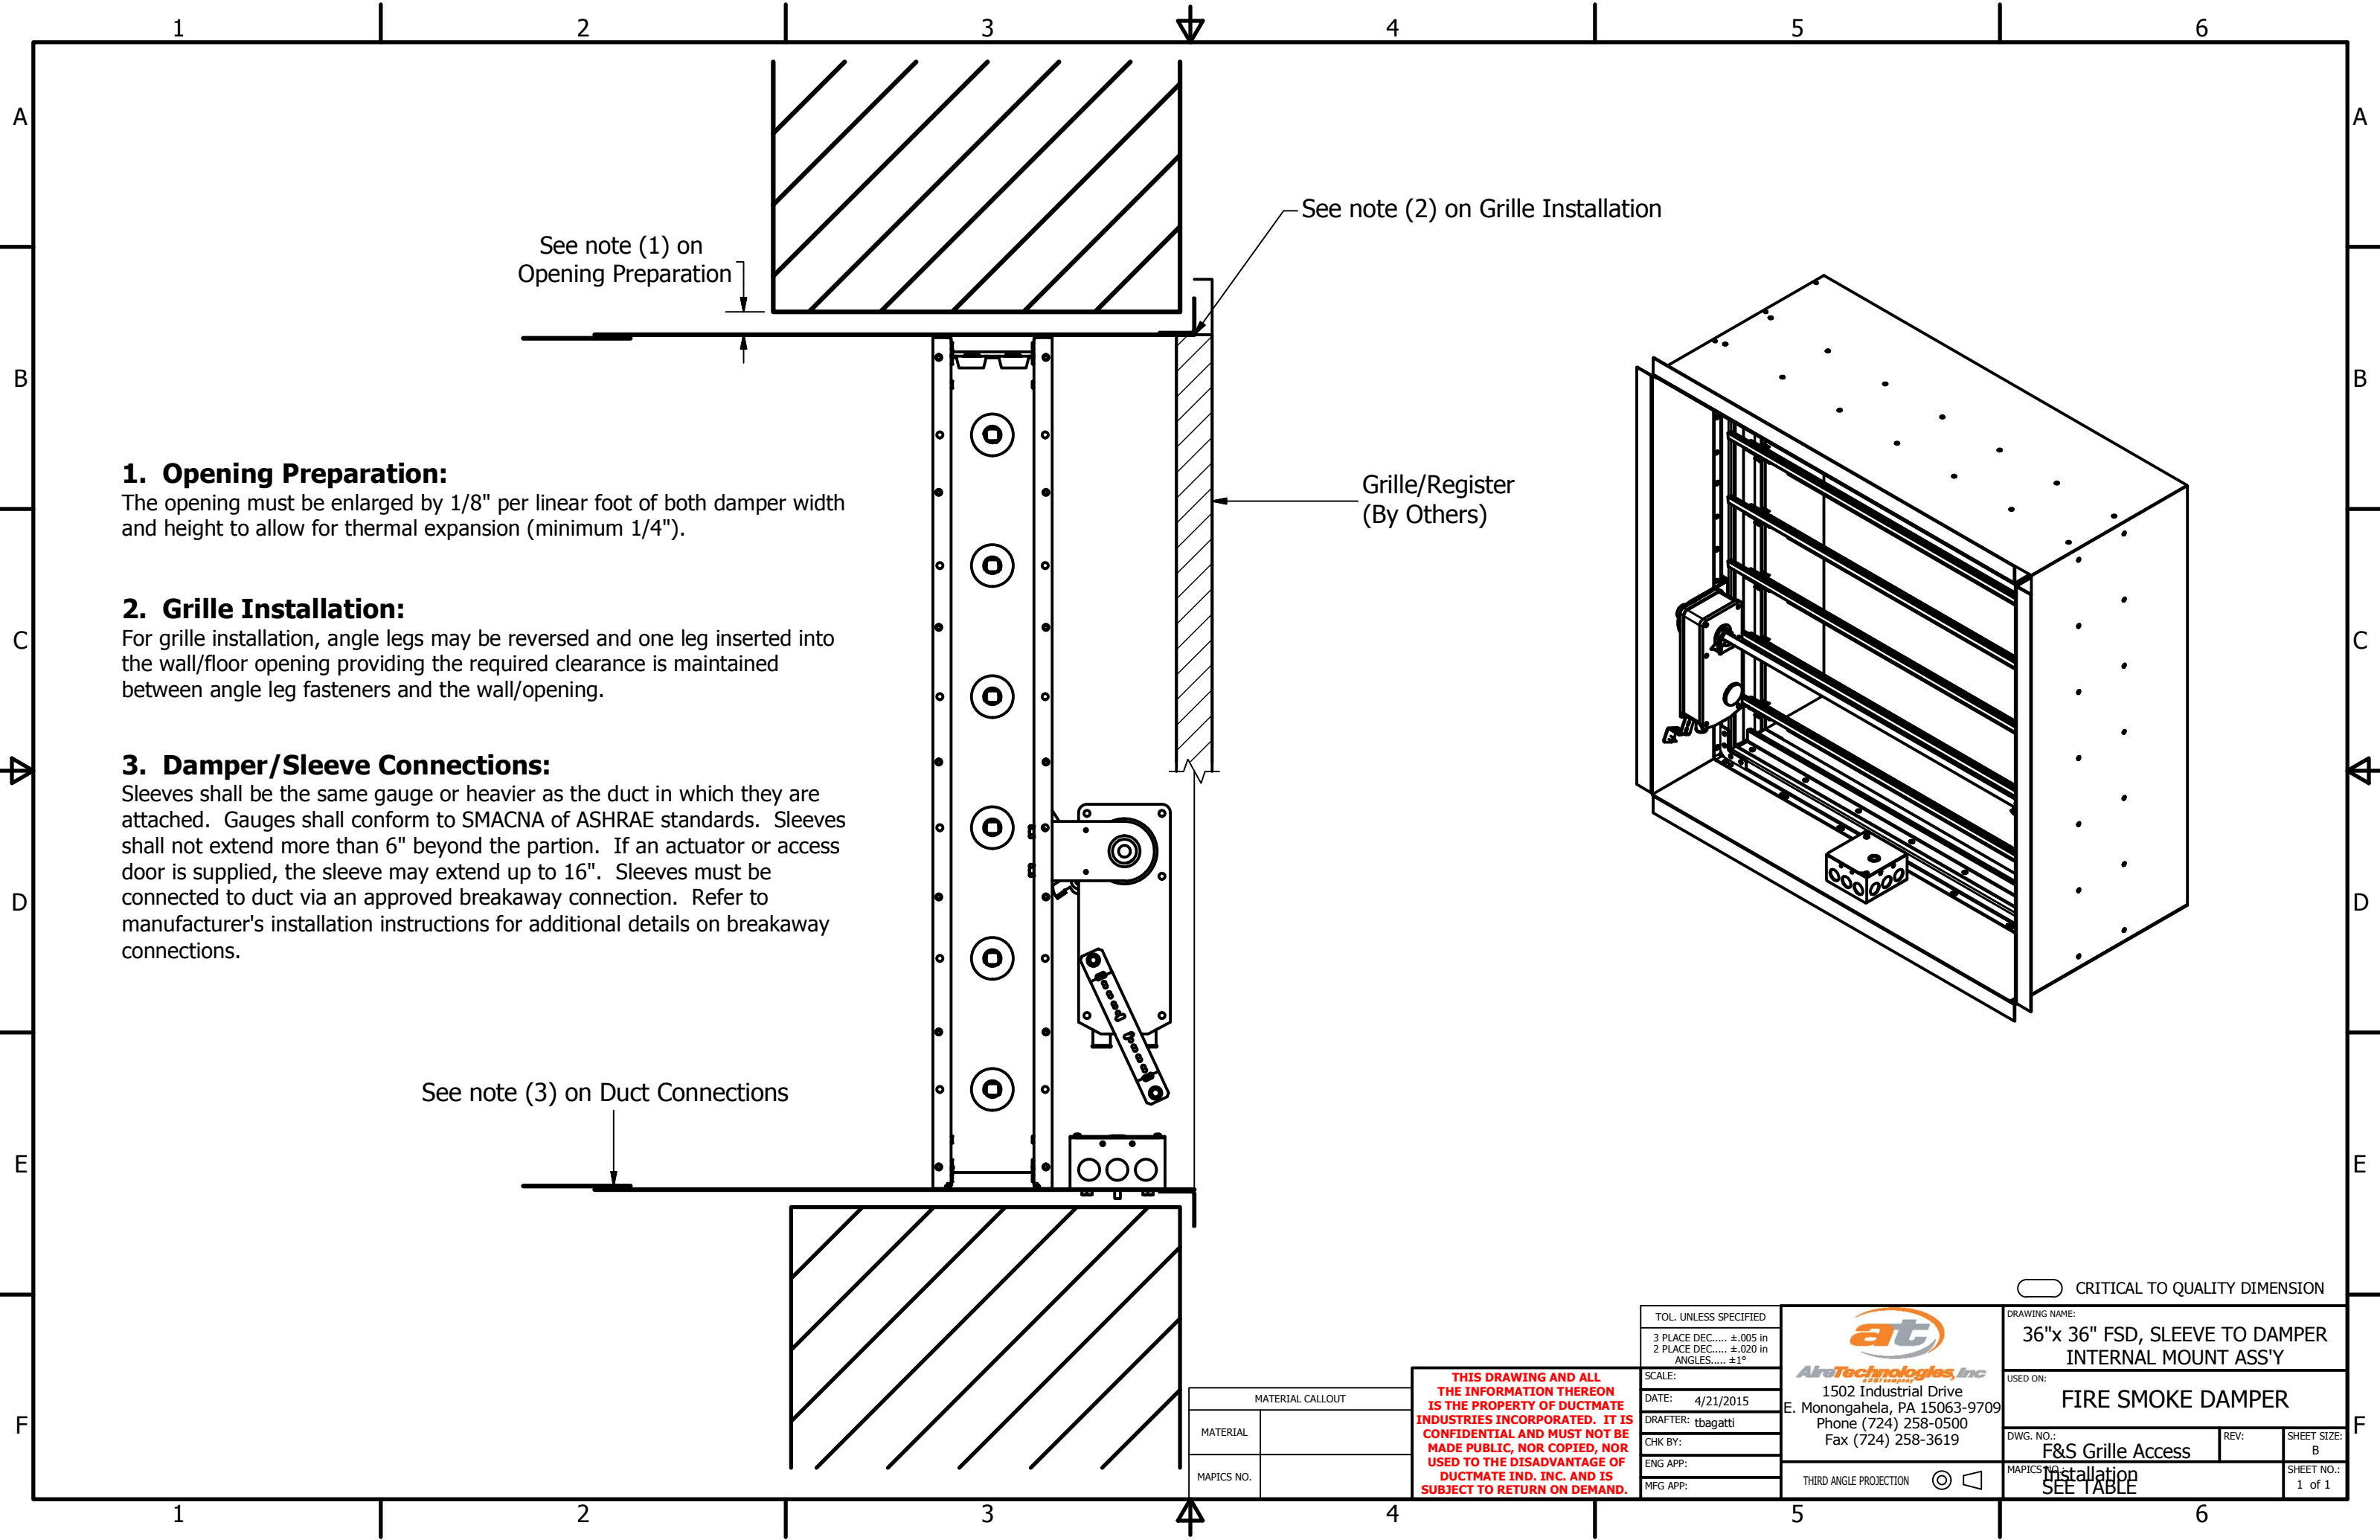 1 2 3 4 5 6
A A
B B
C C
D D
E E
F F
See note (1) on
Opening Preparation
See note (2) on Grille Installation
Grille/Register
(By Others)
1. Opening Preparation:
The opening must be enlarged by 1/8" per linear foot of both damper width
and height to allow for thermal expansion (minimum 1/4").
2. Grille Installation:
For grille installation, angle legs may be reversed and one leg inserted into
the wall/floor opening providing the required clearance is maintained
between angle leg fasteners and the wall/opening.
3. Damper/Sleeve Connections:
Sleeves shall be the same gauge or heavier as the duct in which they are
attached. Gauges shall conform to SMACNA of ASHRAE standards. Sleeves
shall not extend more than 6" beyond the partion. If an actuator or access
door is supplied, the sleeve may extend up to 16". Sleeves must be
connected to duct via an approved breakaway connection. Refer to
manufacturer's installation instructions for additional details on breakaway
connections.
See note (3) on Duct Connections
CRITICAL TO QUALITY DIMENSION
MATERIAL CALLOUT
MATERIAL
MAPICS NO.
THIS DRAWING AND ALL
THE INFORMATION THEREON
IS THE PROPERTY OF DUCTMATE
INDUSTRIES INCORPORATED. IT IS
CONFIDENTIAL AND MUST NOT BE
MADE PUBLIC, NOR COPIED, NOR
USED TO THE DISADVANTAGE OF
DUCTMATE IND. INC. AND IS
SUBJECT TO RETURN ON DEMAND.
TOL. UNLESS SPECIFIED
3 PLACE DEC..... ±.005 in
2 PLACE DEC..... ±.020 in
ANGLES..... ±1°
SCALE:
DATE: 4/21/2015
DRAFTER: tbagatti
CHK BY:
ENG APP:
MFG APP:
at
AireTechnologies, Inc
1502 Industrial Drive
E. Monongahela, PA 15063-9709
Phone (724) 258-0500
Fax (724) 258-3619
THIRD ANGLE PROJECTION
DRAWING NAME:
36"x 36" FSD, SLEEVE TO DAMPER
INTERNAL MOUNT ASS'Y
USED ON:
FIRE SMOKE DAMPER
DWG. NO.:
F&S Grille Access
Installation
REV:
SHEET SIZE:
B
MAPICS NO.:
SEE TABLE
SHEET NO.:
1 of 1
1 2 3 4 5 6